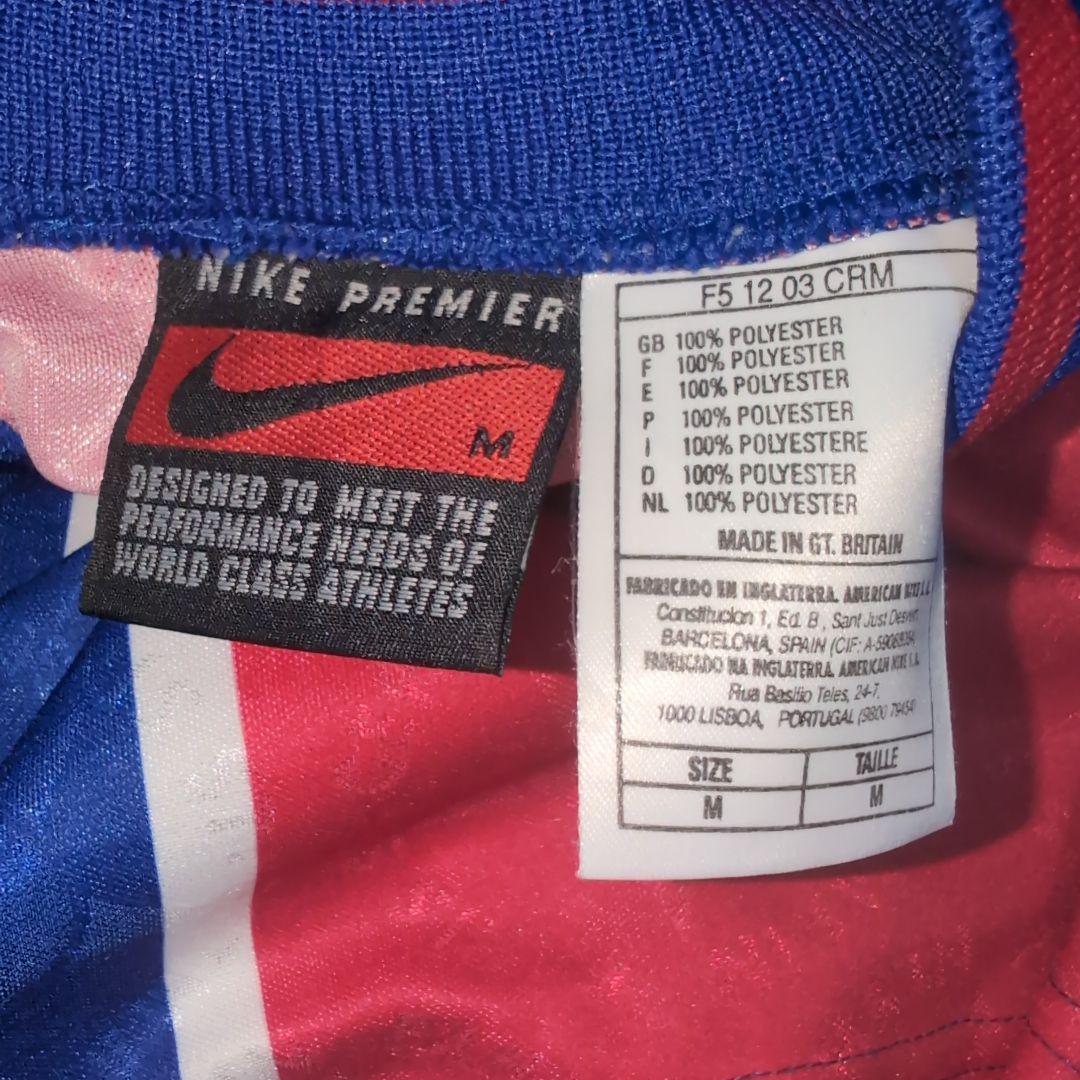 NIKE PREMIER
M
DESIGNED TO MEET THE
PERFORMANCE NEEDS OF
WORLD CLASS ATHLETES
F5 12 03 CRM
GB 100% POLYESTER
F 100% POLYESTER
E 100% POLYESTER
P 100% POLYESTER
I 100% POLYESTERE
D 100% POLYESTER
NL 100% POLYESTER
MADE IN GT. BRITAIN
FABRICADO EN INGLATERRA. AMERICAN NIKE S.A.
Constitucion 1, Ed. B, Sant Just Desvern
BARCELONA, SPAIN (CIF:
FABRICADO NA INGLATERRA. AMERICAN NIKE S.A.
Rua Basilio Teles, 24-7,
1000 LISBOA, PORTUGAL (9800
SIZE TAILLE
M M